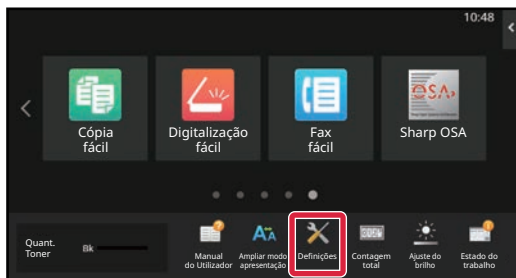 10:48
Cópia
fácil
Digitalização
fácil
Fax
fácil
Sharp OSA
Quant.
Toner
Bk
Manual
do Utilizador
Ampliar modo
apresentação
Definições
Contagem
total
Ajuste do
brilho
Estado do
trabalho